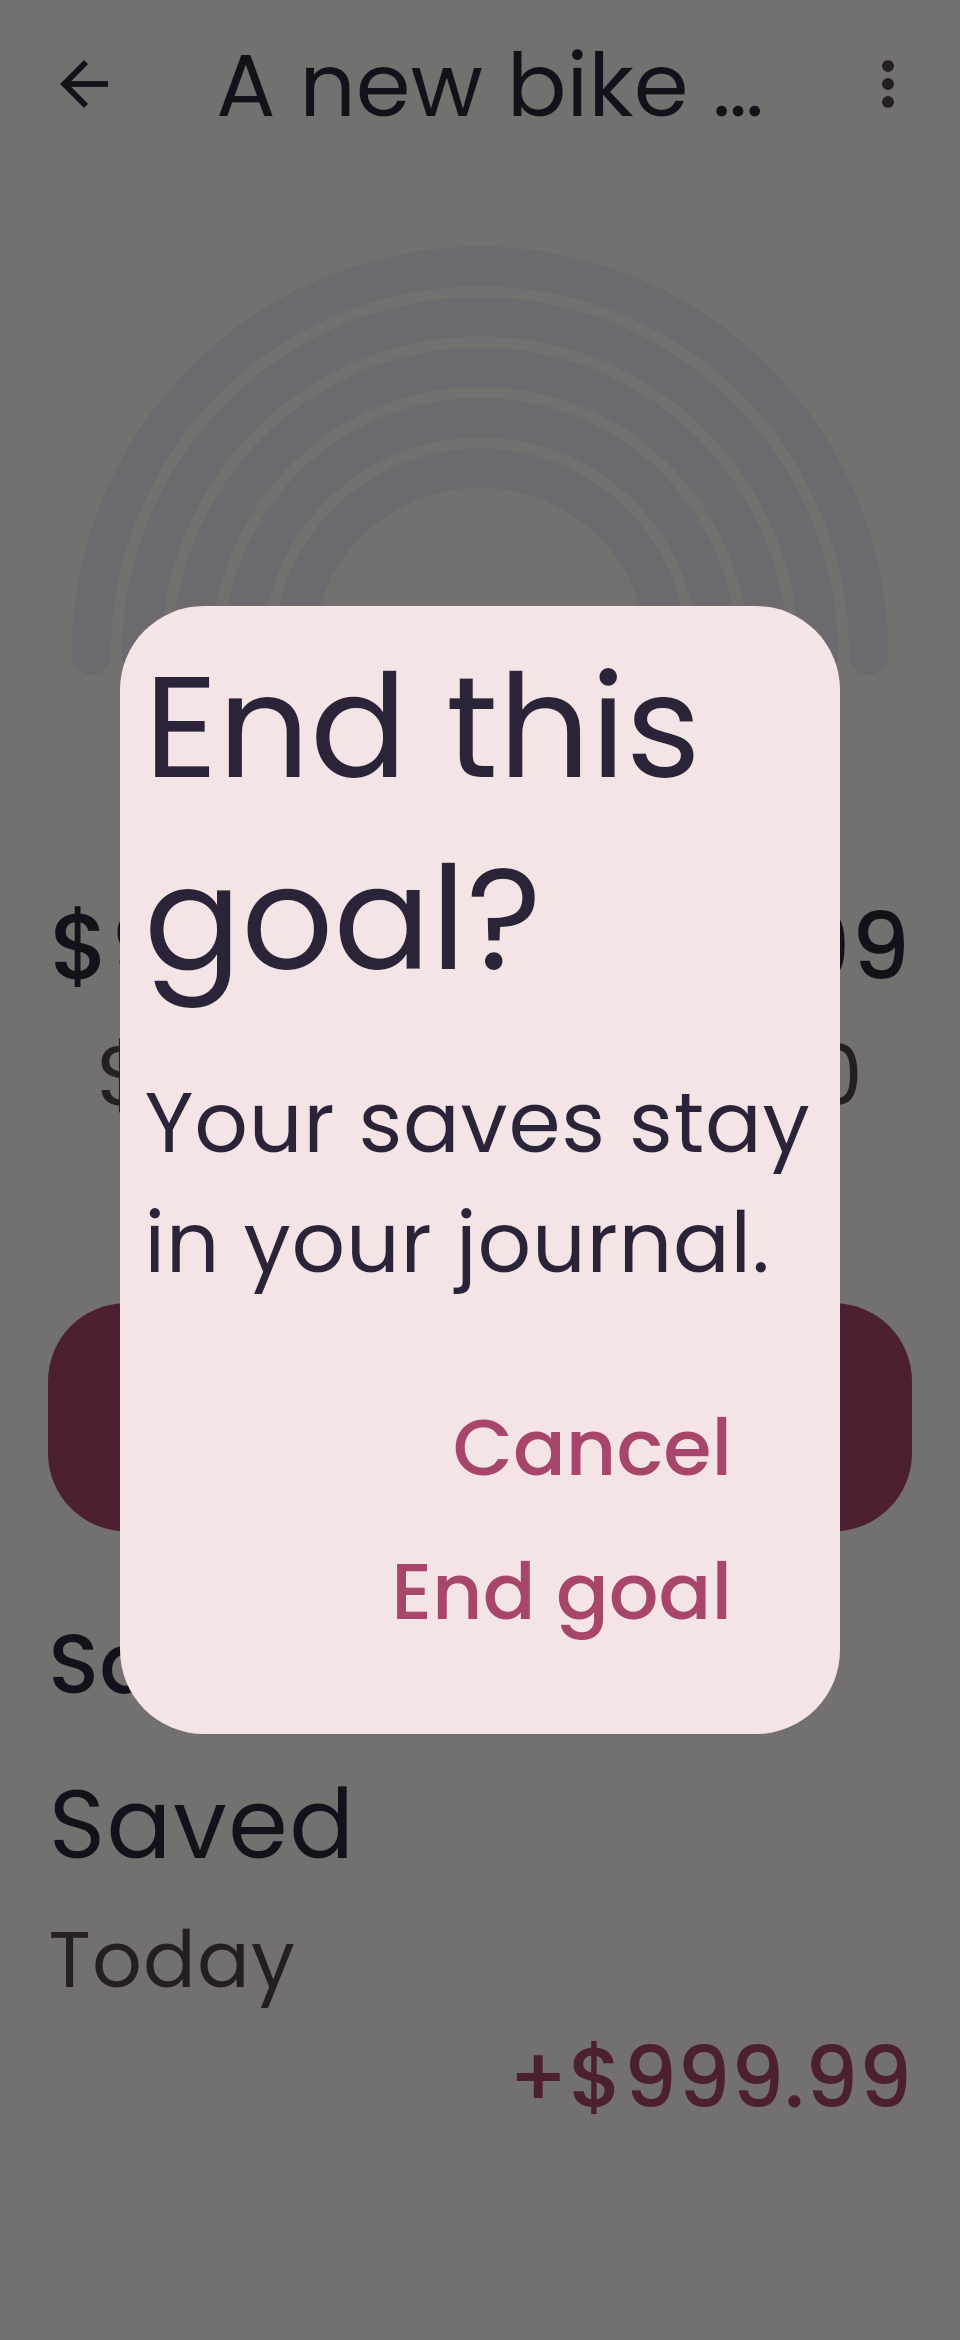 A new bike ...
End this
goal?
Your saves stay
in your journal.
Cancel
End goal
Saved
Today
+$999.99